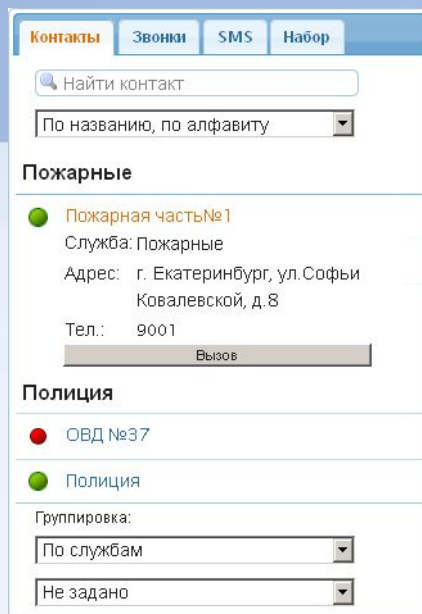 Контакты Звонки SMS Набор
Найти контакт
По названию, по алфавиту
Пожарные
Пожарная часть№1
Служба: Пожарные
Адрес: г. Екатеринбург, ул.Софьи
Ковалевской, д.8
Тел.: 9001
Вызов
Полиция
ОВД №37
Полиция
Группировка:
По службам
Не задано